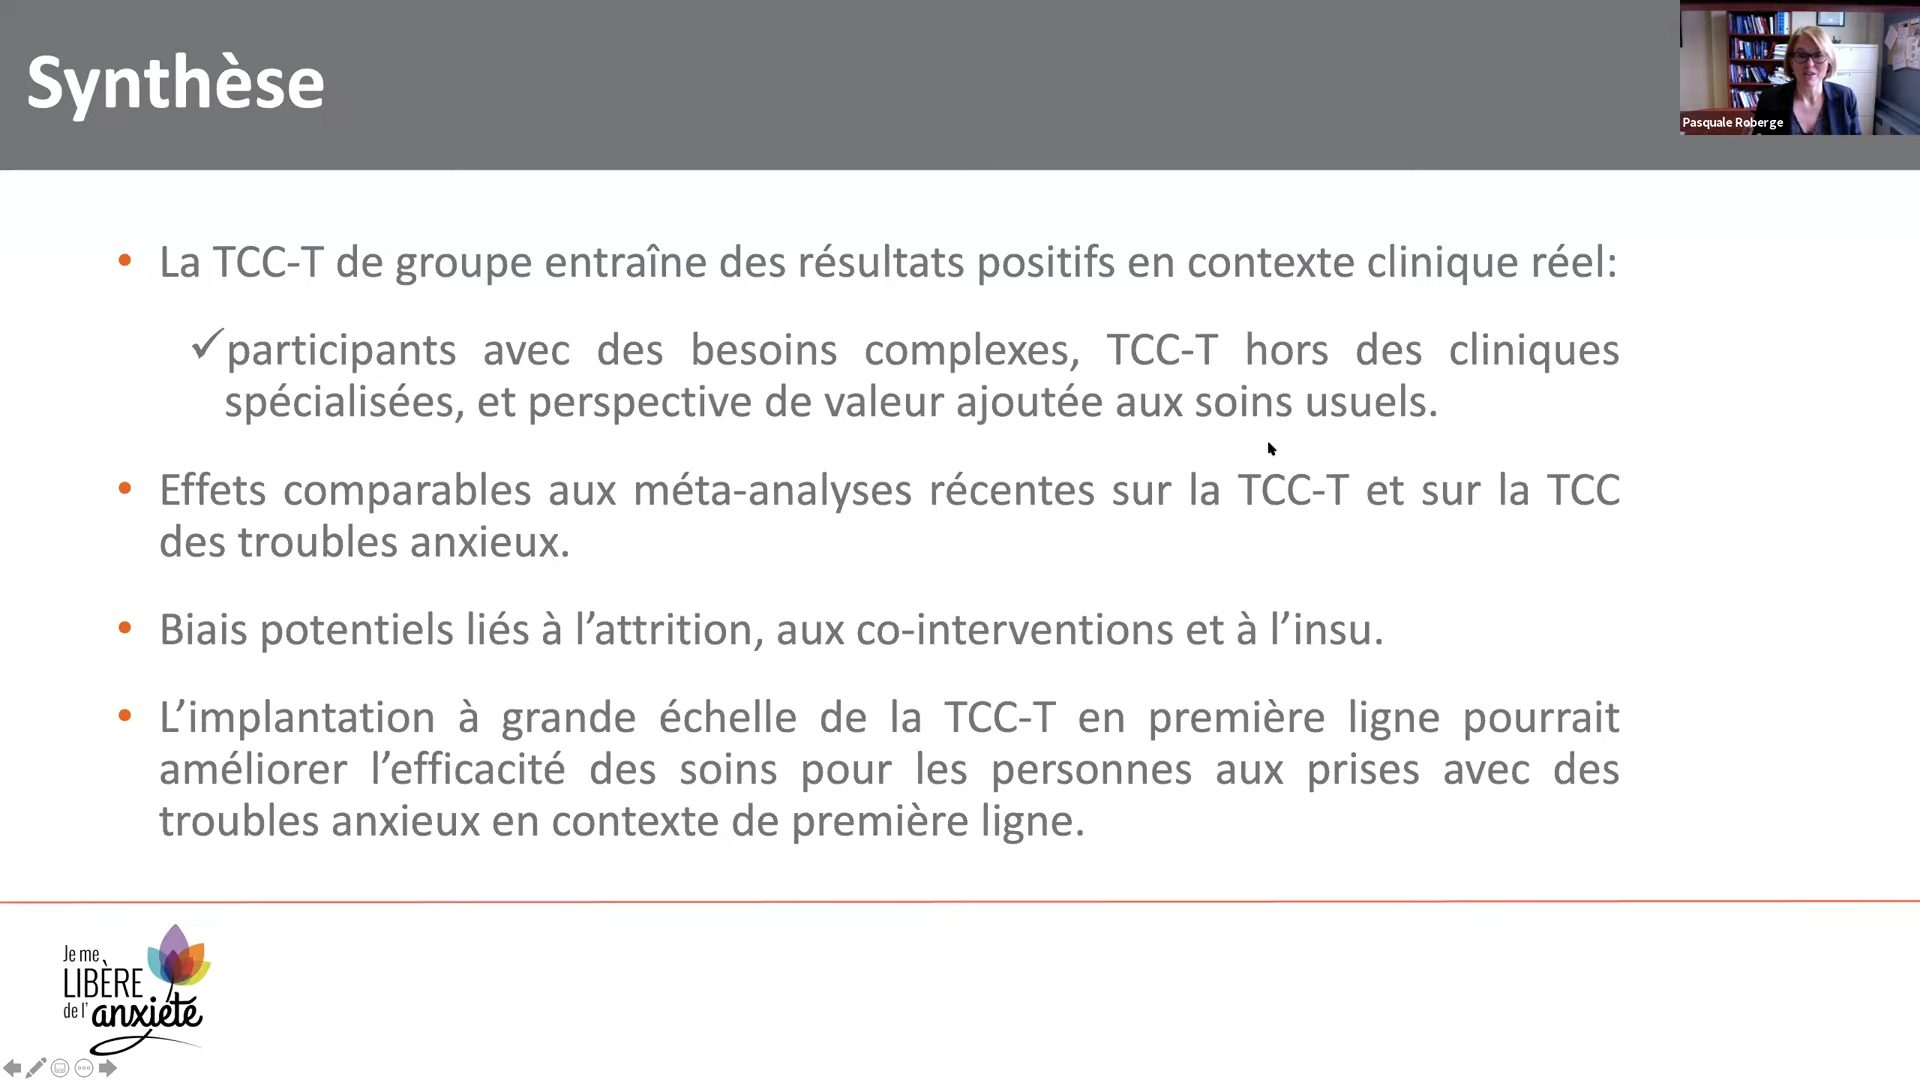 Synthèse
Pasquale Roberge
• La TCC-T de groupe entraîne des résultats positifs en contexte clinique réel:
✓participants avec des besoins complexes, TCC-T hors des cliniques
spécialisées, et perspective de valeur ajoutée aux soins usuels.
• Effets comparables aux méta-analyses récentes sur la TCC-T et sur la TCC
des troubles anxieux.
• Biais potentiels liés à l’attrition, aux co-interventions et à l’insu.
• L’implantation à grande échelle de la TCC-T en première ligne pourrait
améliorer l’efficacité des soins pour les personnes aux prises avec des
troubles anxieux en contexte de première ligne.
Je me
LIBÈRE
de l’anxiété